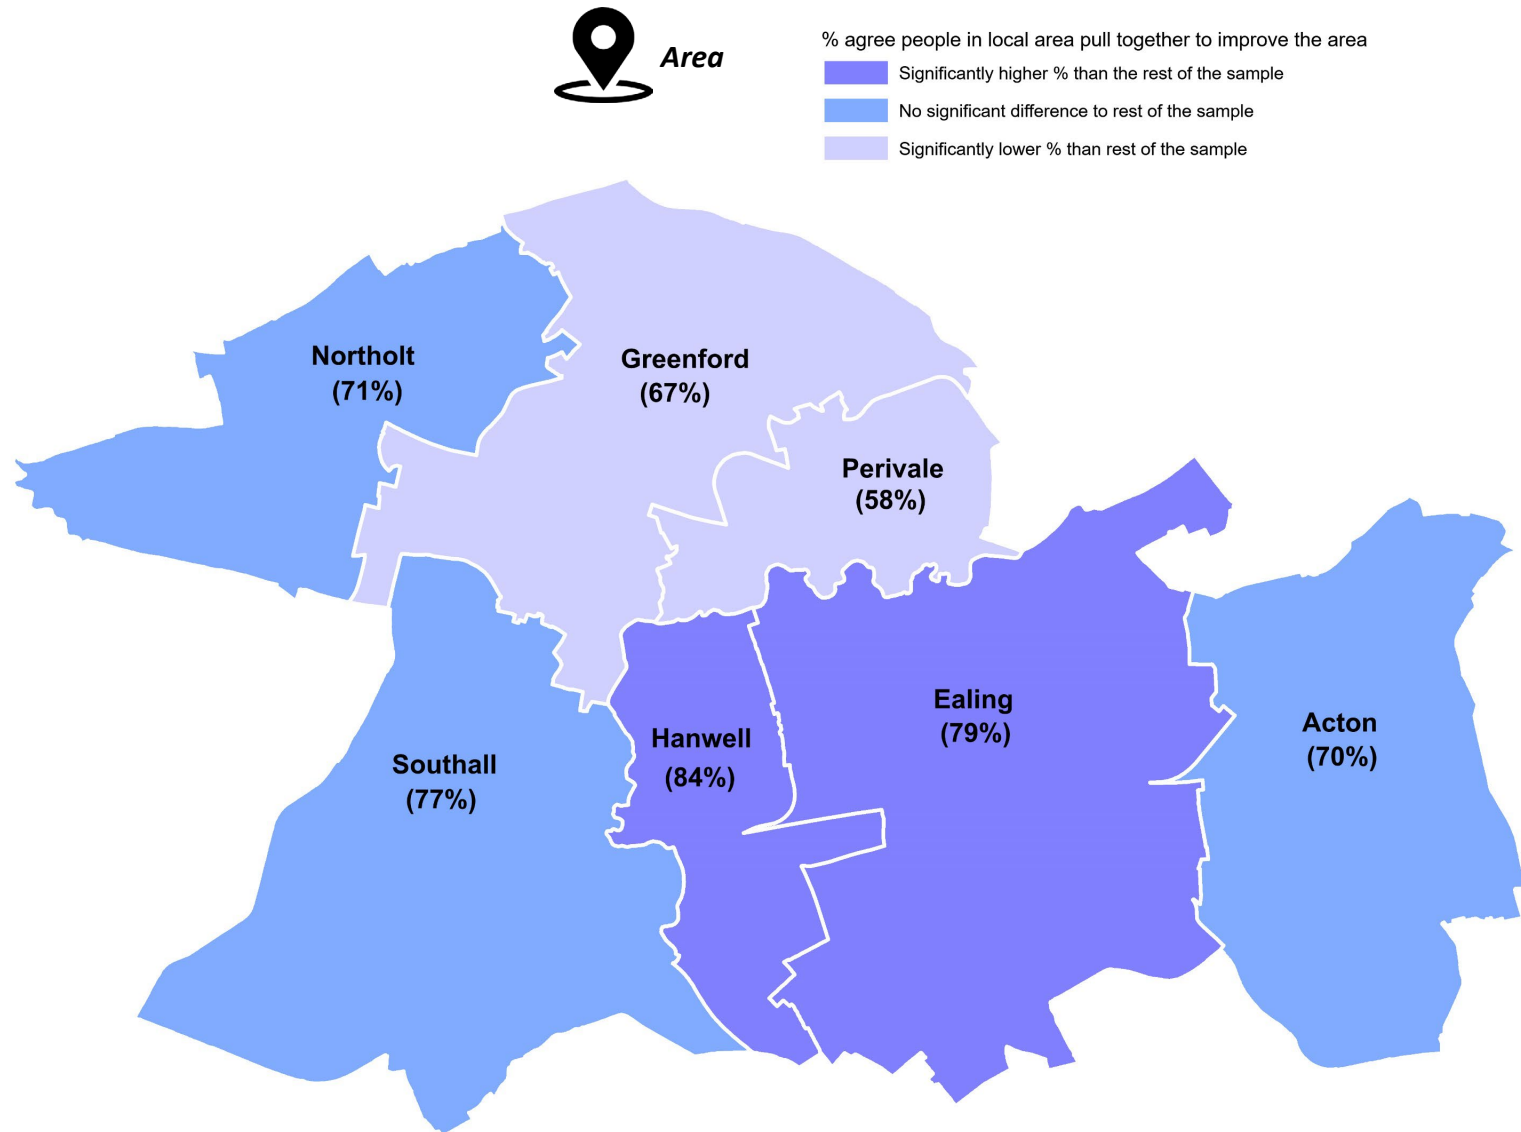 Area
% agree people in local area pull together to improve the area
Significantly higher % than the rest of the sample
No significant difference to rest of the sample
Significantly lower % than rest of the sample
Northolt
(71%)
Greenford
(67%)
Perivale
(58%)
Ealing
(79%)
Hanwell
(84%)
Acton
(70%)
Southall
(77%)